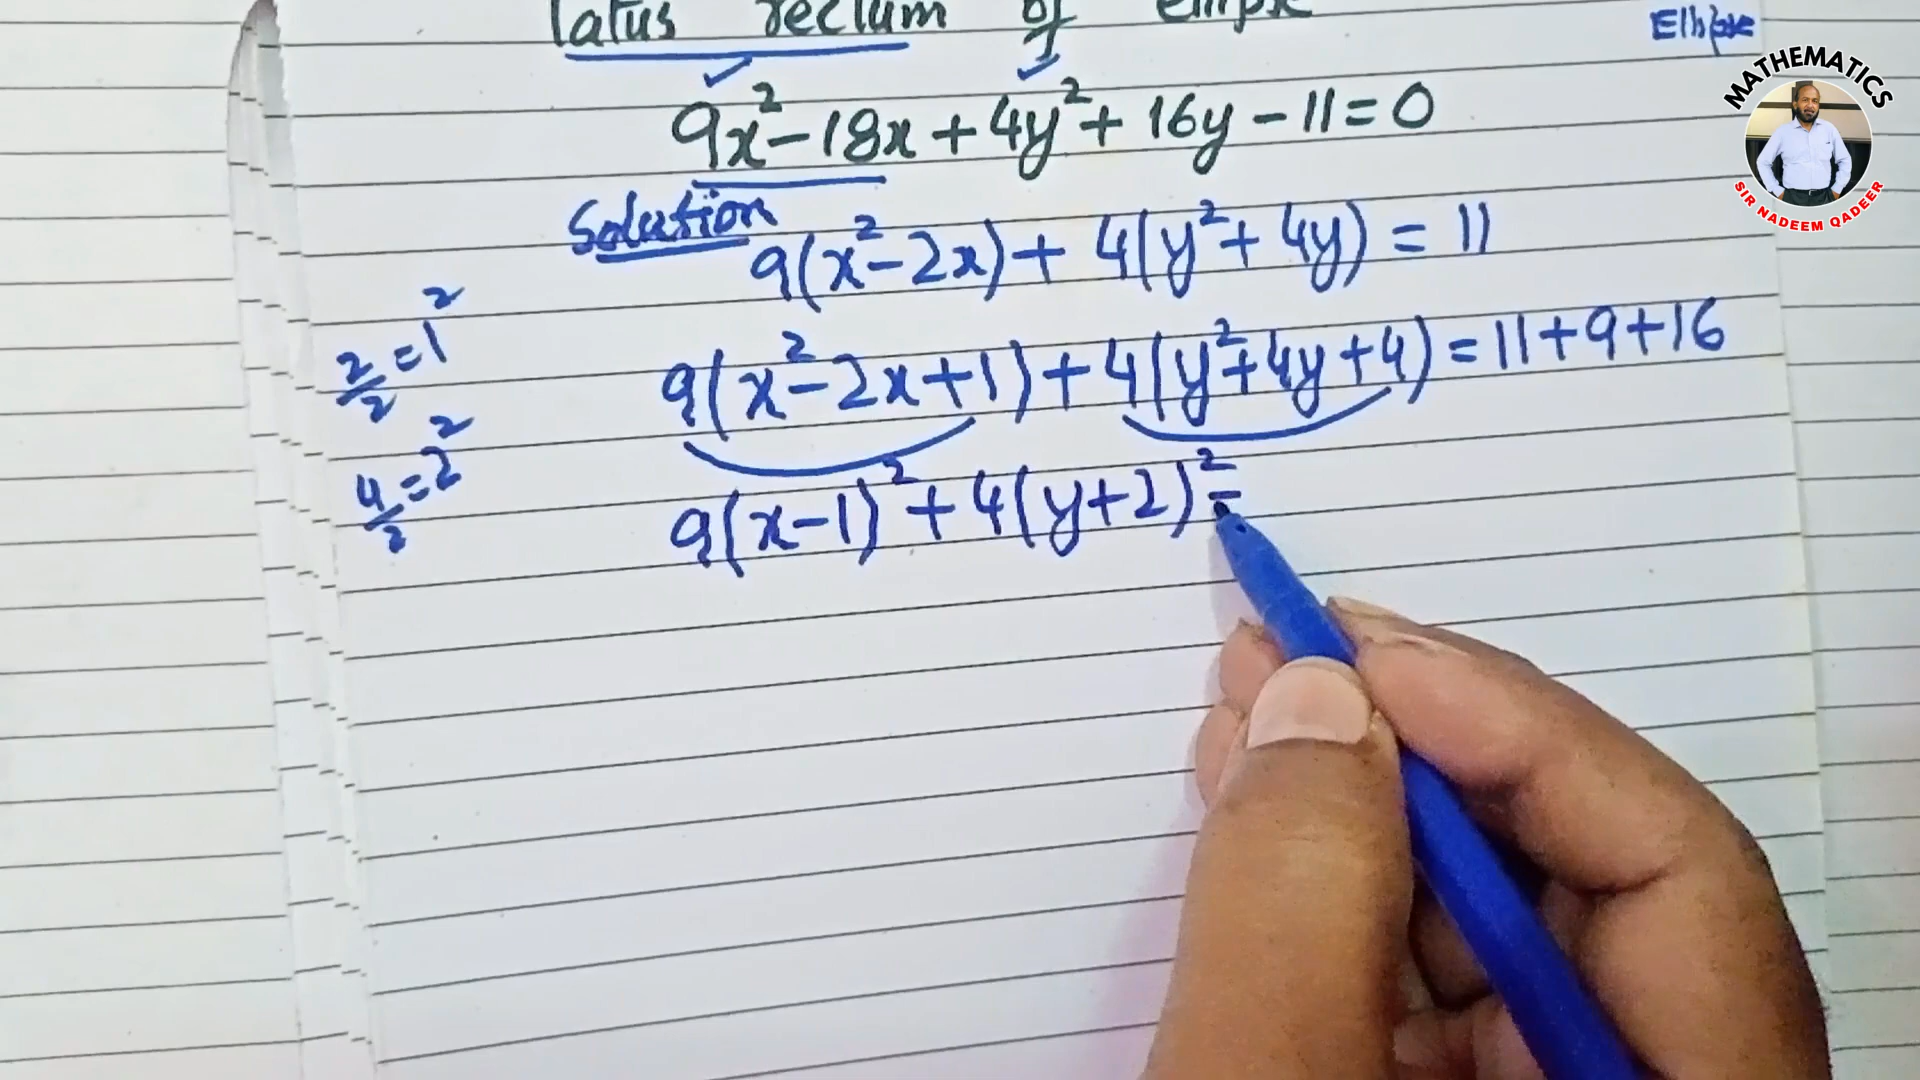 latus rectum of ellipse
Ellipse
MATHEMATICS
SIR NADEEM QADEER
9x² - 18x + 4y² + 16y - 11 = 0
Solution
9(x² - 2x) + 4(y² + 4y) = 11
2/2 = 1²
9(x² - 2x + 1) + 4(y² + 4y + 4) = 11 + 9 + 16
4/2 = 2²
9(x - 1)² + 4(y + 2)² =